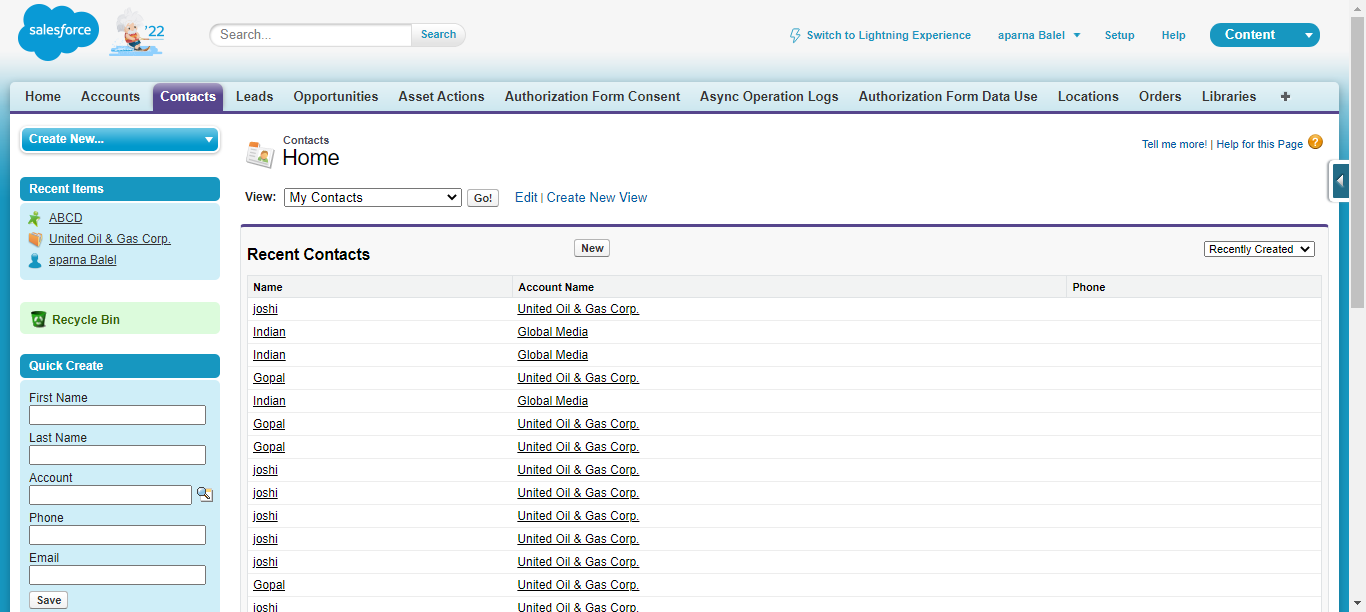 salesforce
'22
Search...
Search
Switch to Lightning Experience
aparna Balel
Setup
Help
Content
Home Accounts Contacts Leads Opportunities Asset Actions Authorization Form Consent Async Operation Logs Authorization Form Data Use Locations Orders Libraries +
Create New...
Recent Items
ABCD
United Oil & Gas Corp.
aparna Balel
Recycle Bin
Quick Create
First Name
Last Name
Account
Phone
Email
Save
Contacts
Home
Tell me more! | Help for this Page ?
View: My Contacts Go! Edit | Create New View
Recent Contacts New Recently Created
Name Account Name Phone
joshi United Oil & Gas Corp.
Indian Global Media
Indian Global Media
Gopal United Oil & Gas Corp.
Indian Global Media
Gopal United Oil & Gas Corp.
Gopal United Oil & Gas Corp.
joshi United Oil & Gas Corp.
joshi United Oil & Gas Corp.
joshi United Oil & Gas Corp.
joshi United Oil & Gas Corp.
joshi United Oil & Gas Corp.
Gopal United Oil & Gas Corp.
joshi United Oil & Gas Corp.